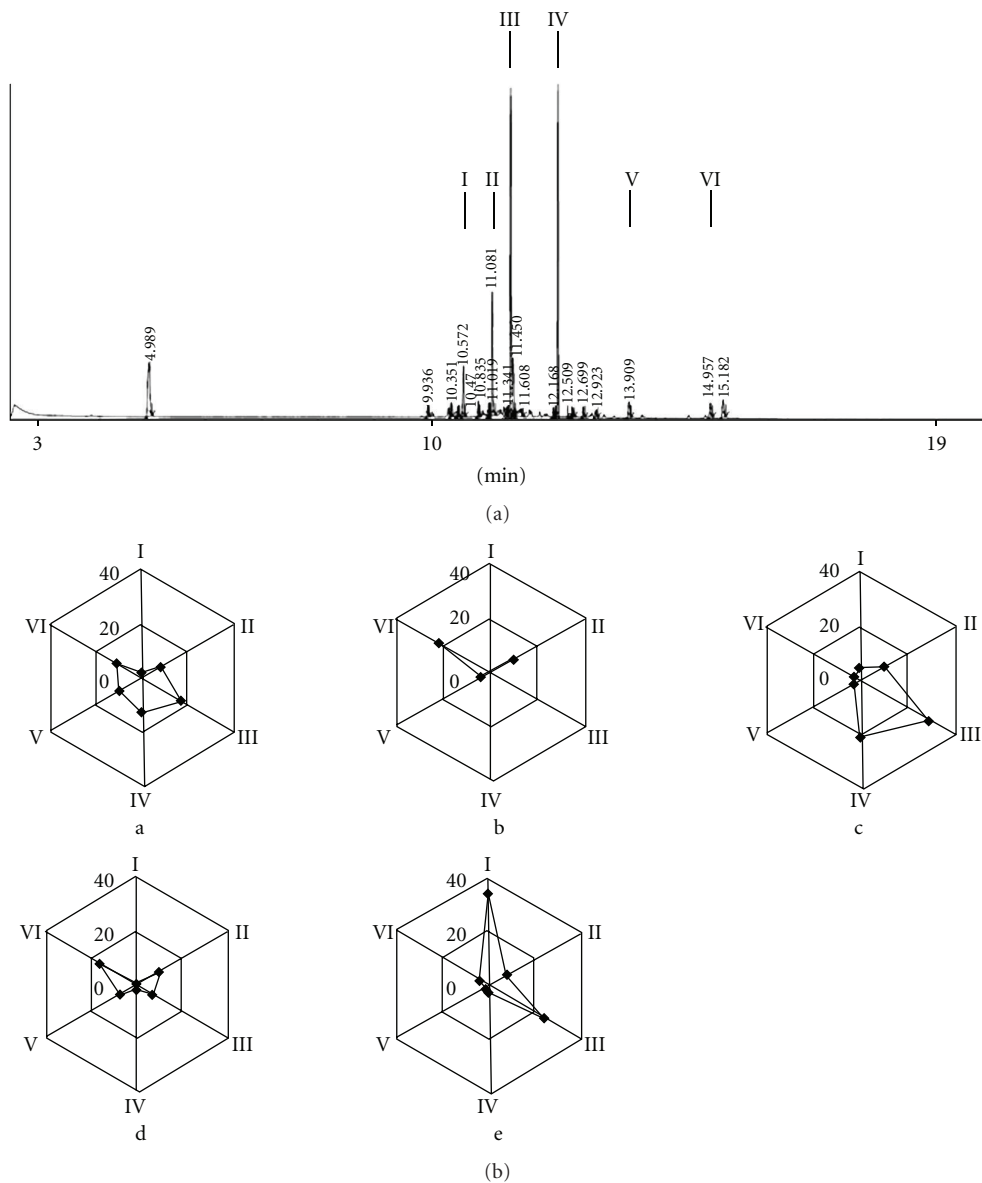 III IV
I II V VI
4.989
9.936
10.351
10.572
10.47
10.835
11.019
11.081
11.341
11.450
11.608
12.168
12.509
12.699
12.923
13.909
14.957
15.182
3 10 19
(min)
(a)
I
40
VI 20 II
0
V III
IV
a
I
40
VI 20 II
0
V III
IV
b
I
40
VI 20 II
0
V III
IV
c
I
40
VI 20 II
0
V III
IV
d
I
40
VI 20 II
0
V III
IV
e
(b)